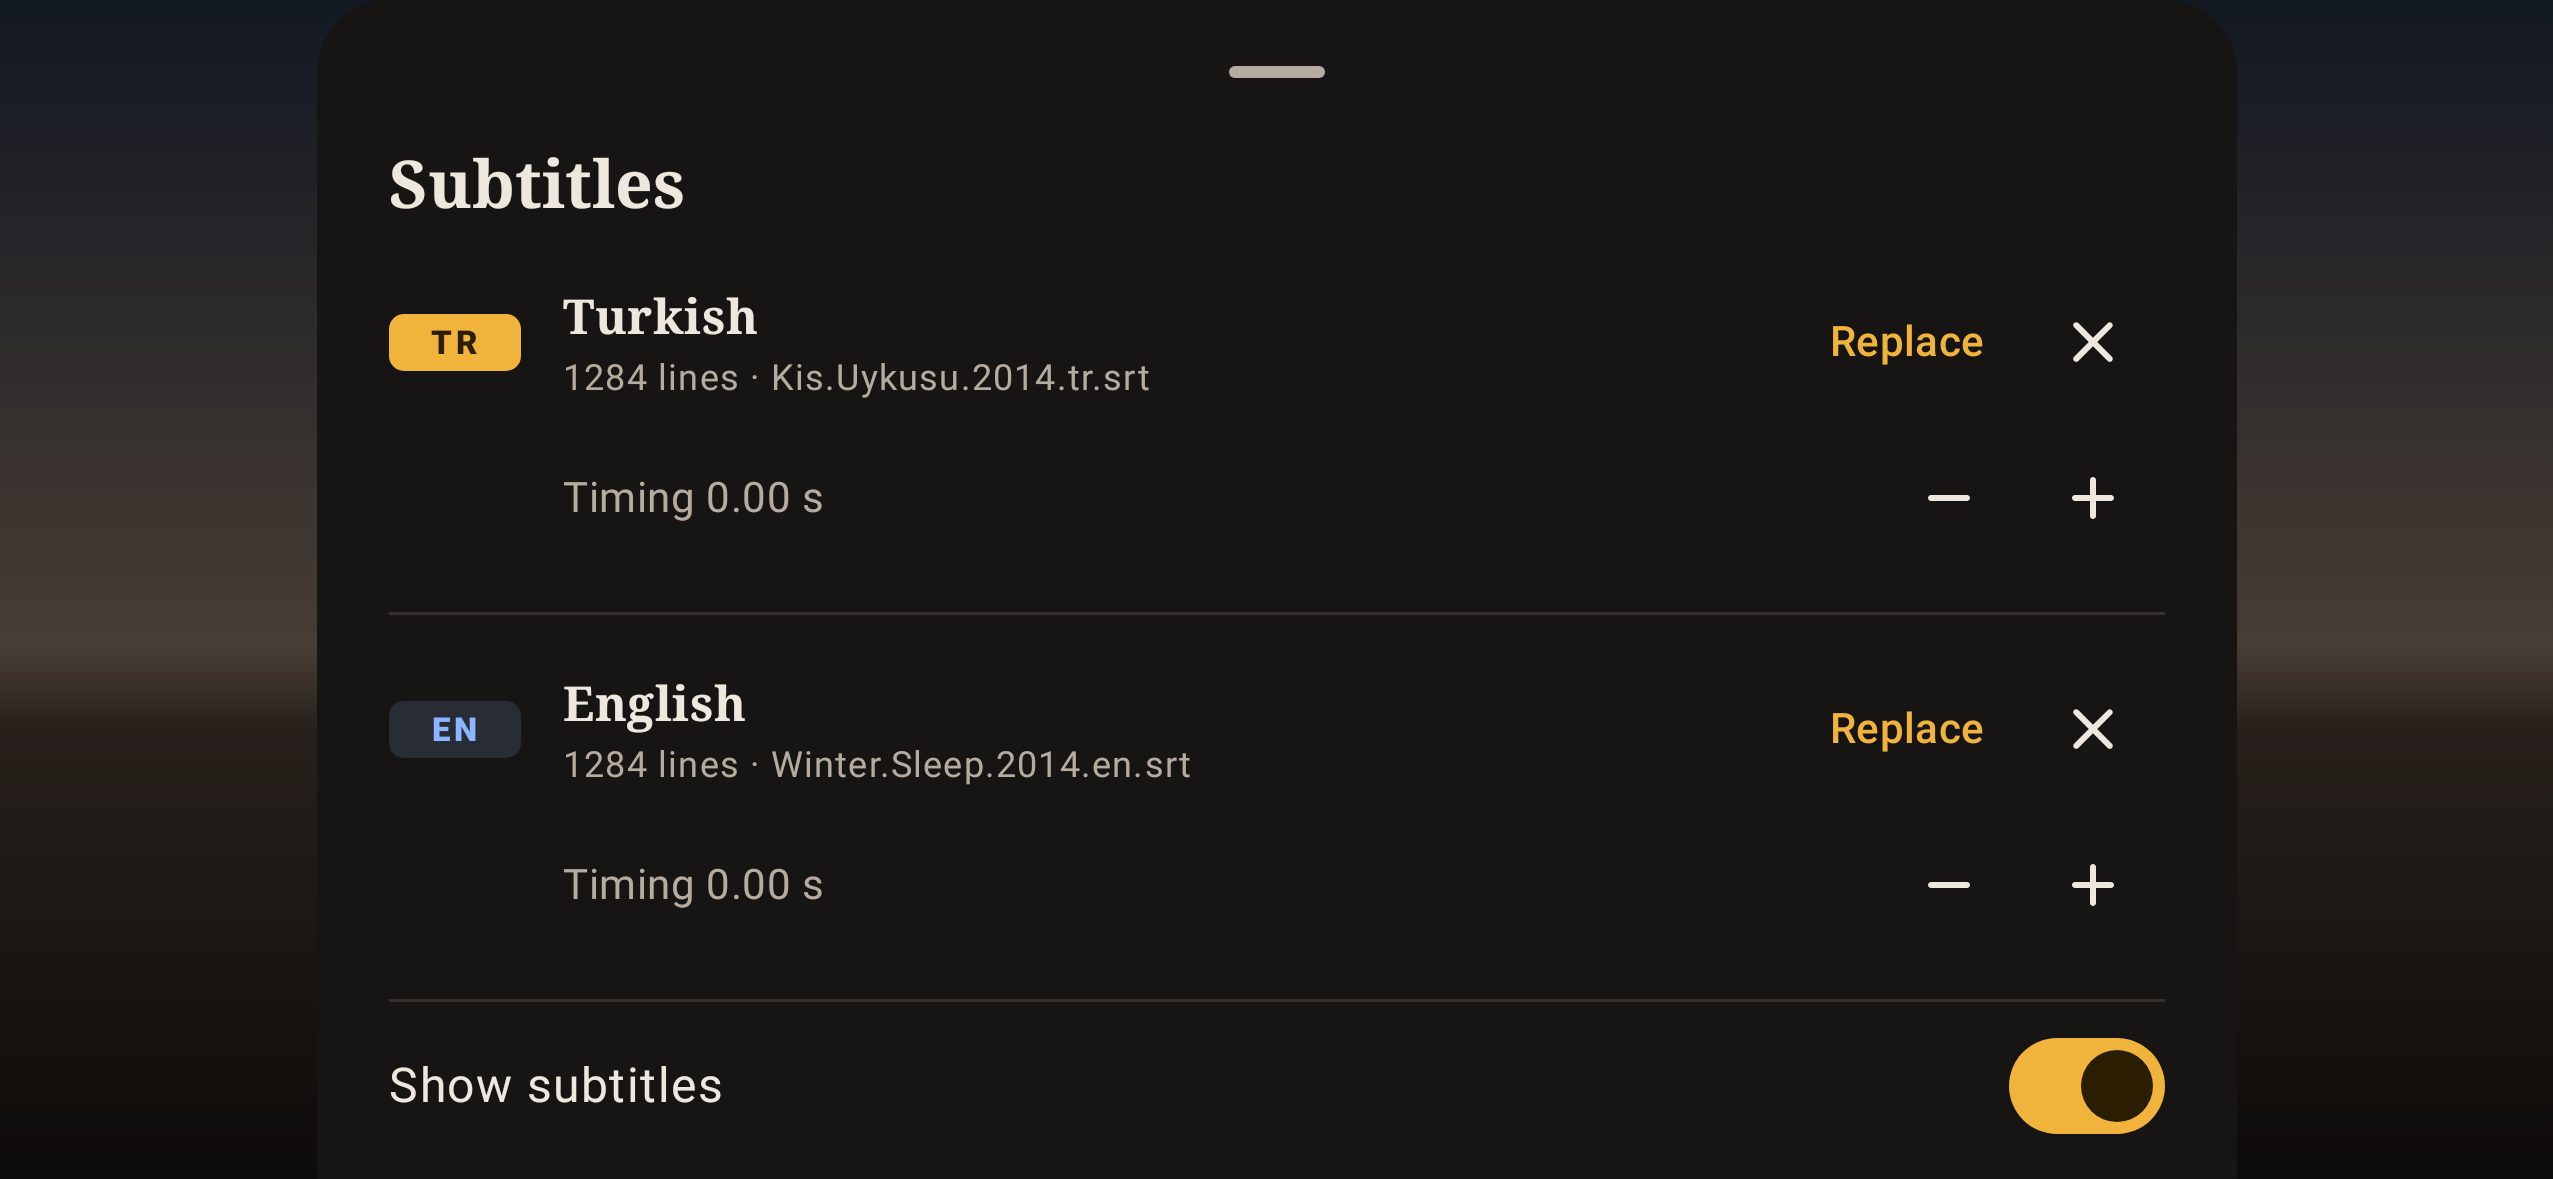 Subtitles
TR
Turkish
Replace
1284 lines · Kis.Uykusu.2014.tr.srt
Timing 0.00 s
EN
English
Replace
1284 lines · Winter.Sleep.2014.en.srt
Timing 0.00 s
Show subtitles